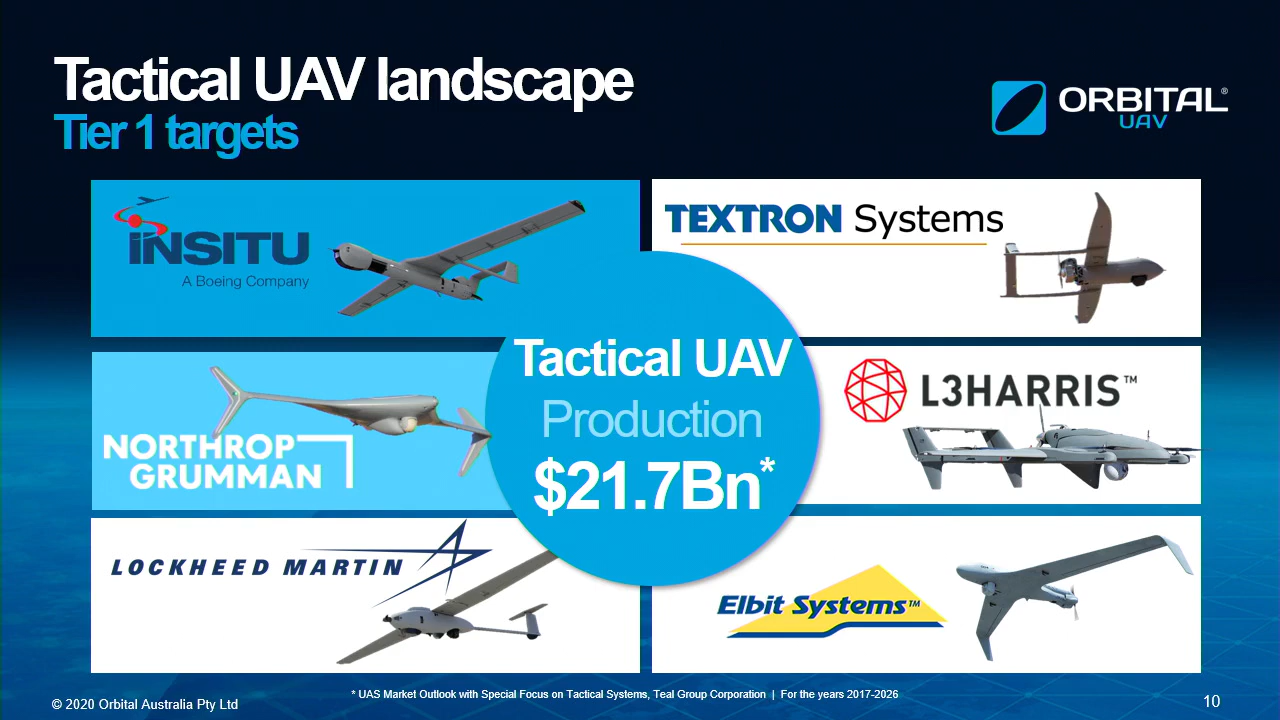 Tactical UAV landscape
Tier 1 targets
ORBITAL®
UAV
INSITU
A Boeing Company
TEXTRON Systems
NORTHROP
GRUMMAN
Tactical UAV
Production
$21.7Bn*
L3HARRIS™
LOCKHEED MARTIN
Elbit Systems™
* UAS Market Outlook with Special Focus on Tactical Systems, Teal Group Corporation | For the years 2017-2026
© 2020 Orbital Australia Pty Ltd
10